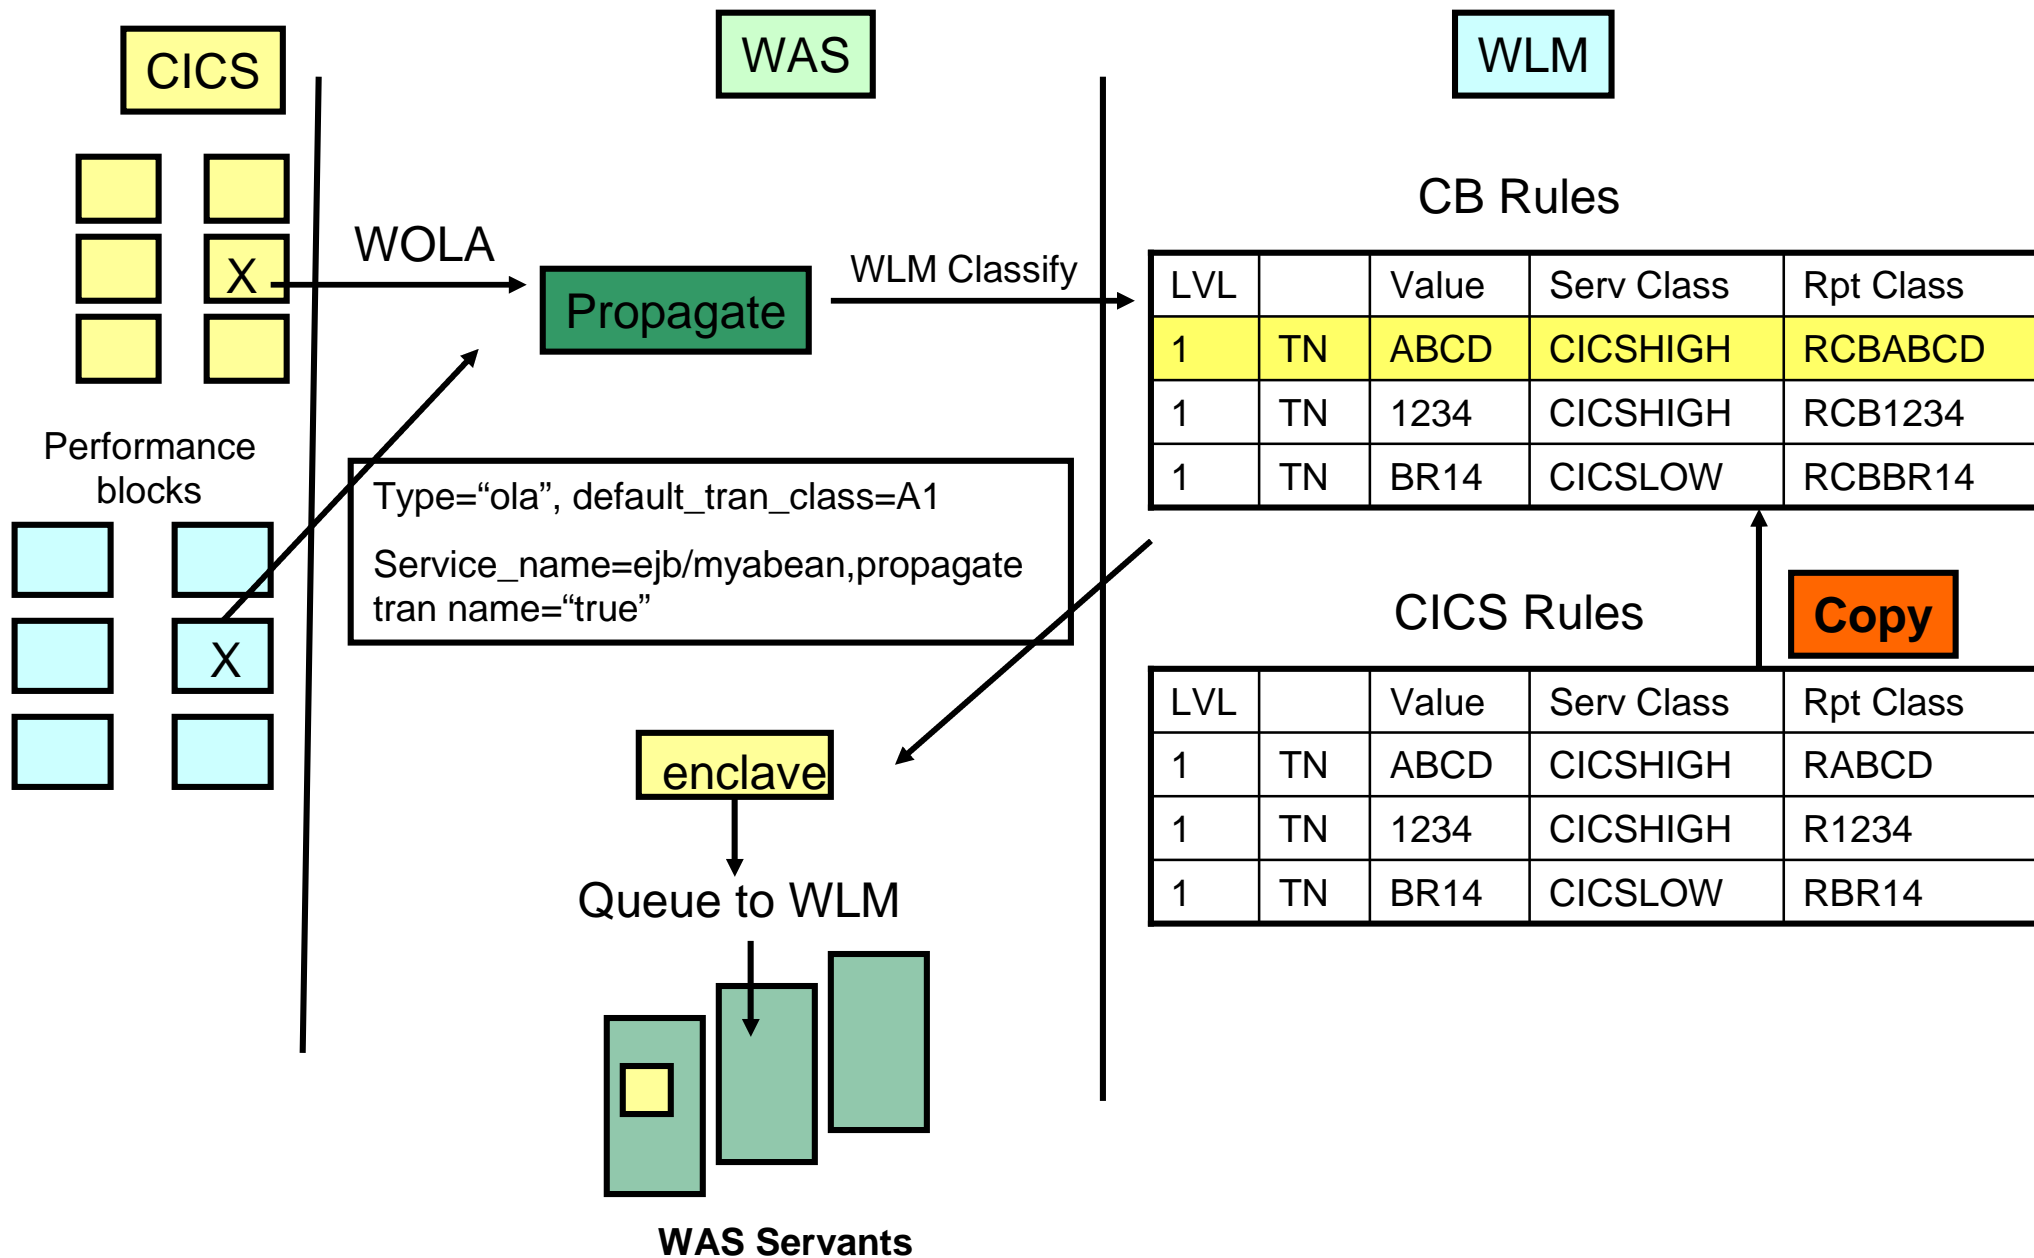 CICS
WAS
WLM
CB Rules
WOLA
X
WLM Classify
Propagate
LVL Value Serv Class Rpt Class
1 TN ABCD CICSHIGH RCBABCD
1 TN 1234 CICSHIGH RCB1234
1 TN BR14 CICSLOW RCBBR14
Performance
blocks
Type=“ola”, default_tran_class=A1
Service_name=ejb/myabean,propagate
tran name=“true”
X
CICS Rules
Copy
LVL Value Serv Class Rpt Class
1 TN ABCD CICSHIGH RABCD
1 TN 1234 CICSHIGH R1234
1 TN BR14 CICSLOW RBR14
enclave
Queue to WLM
WAS Servants